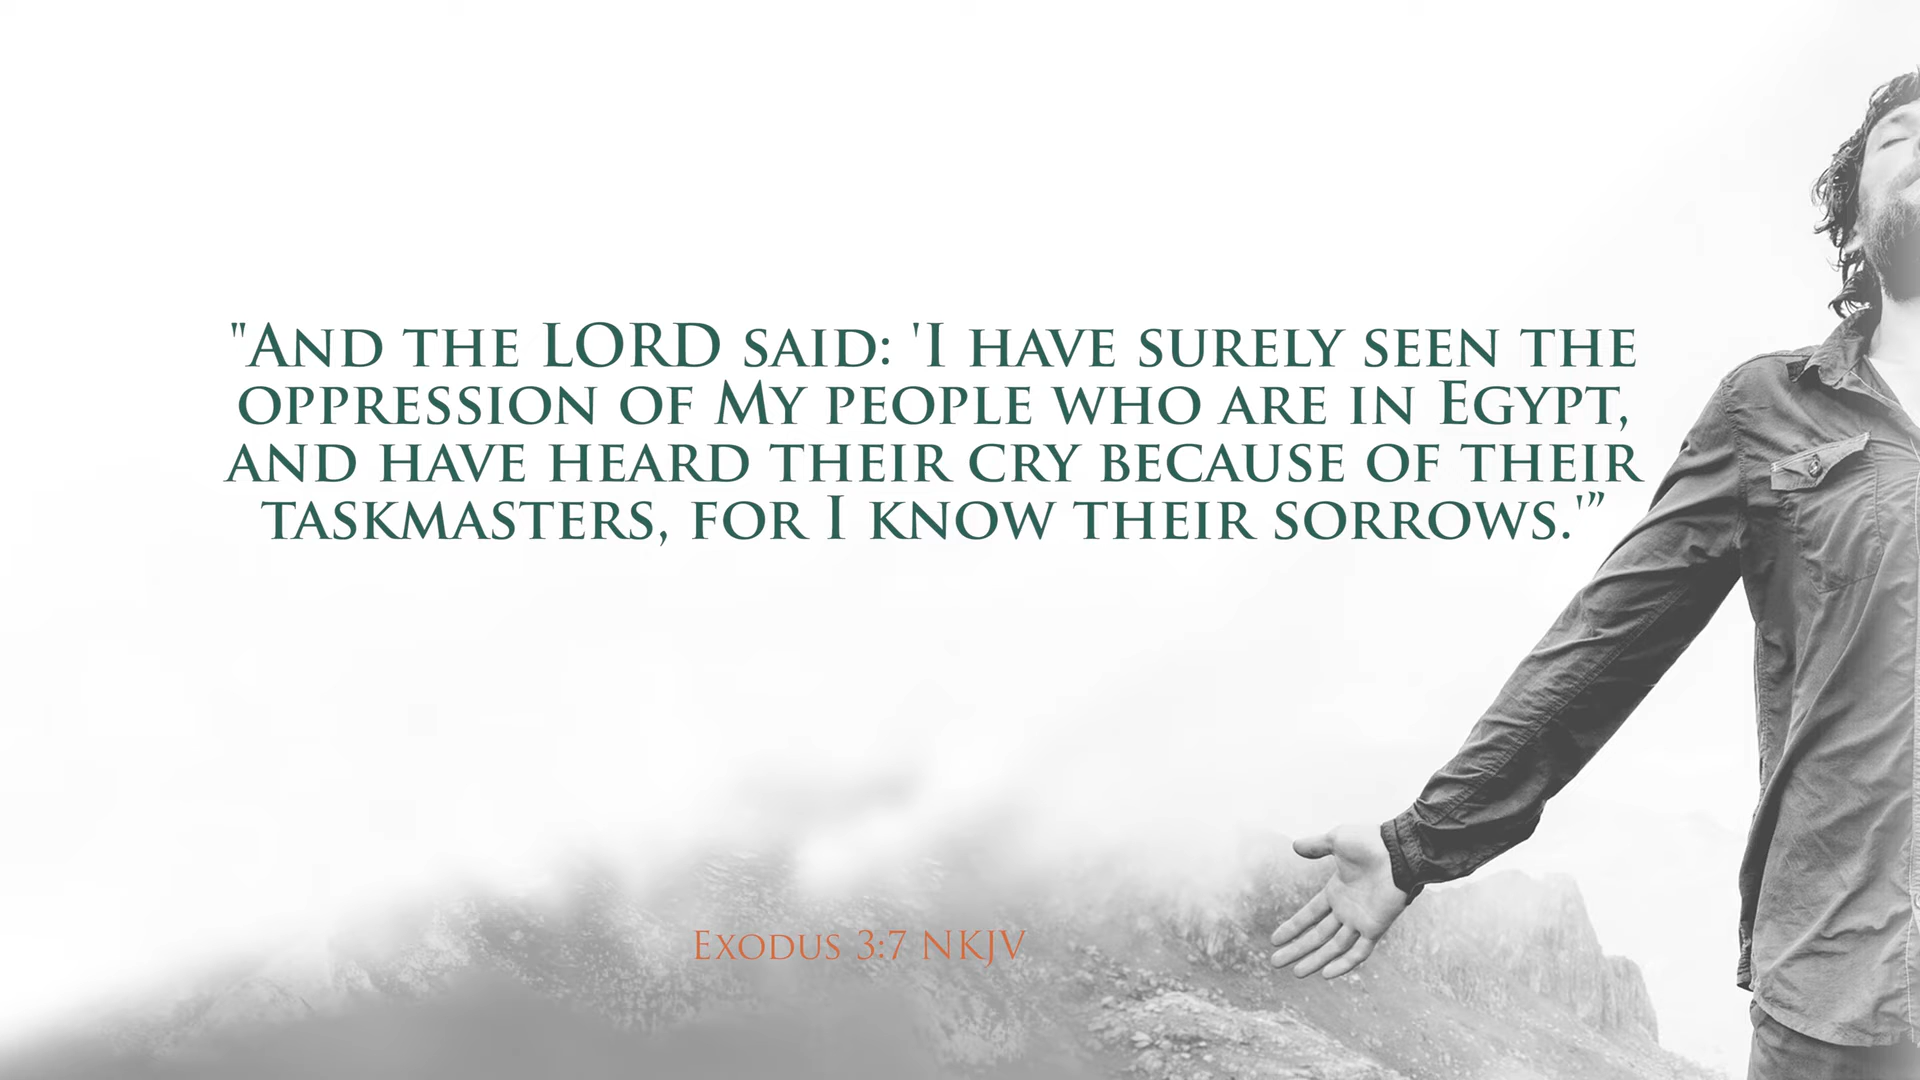 "And the LORD said: 'I have surely seen the
oppression of My people who are in Egypt,
and have heard their cry because of their
taskmasters, for I know their sorrows.'”
Exodus 3:7 NKJV